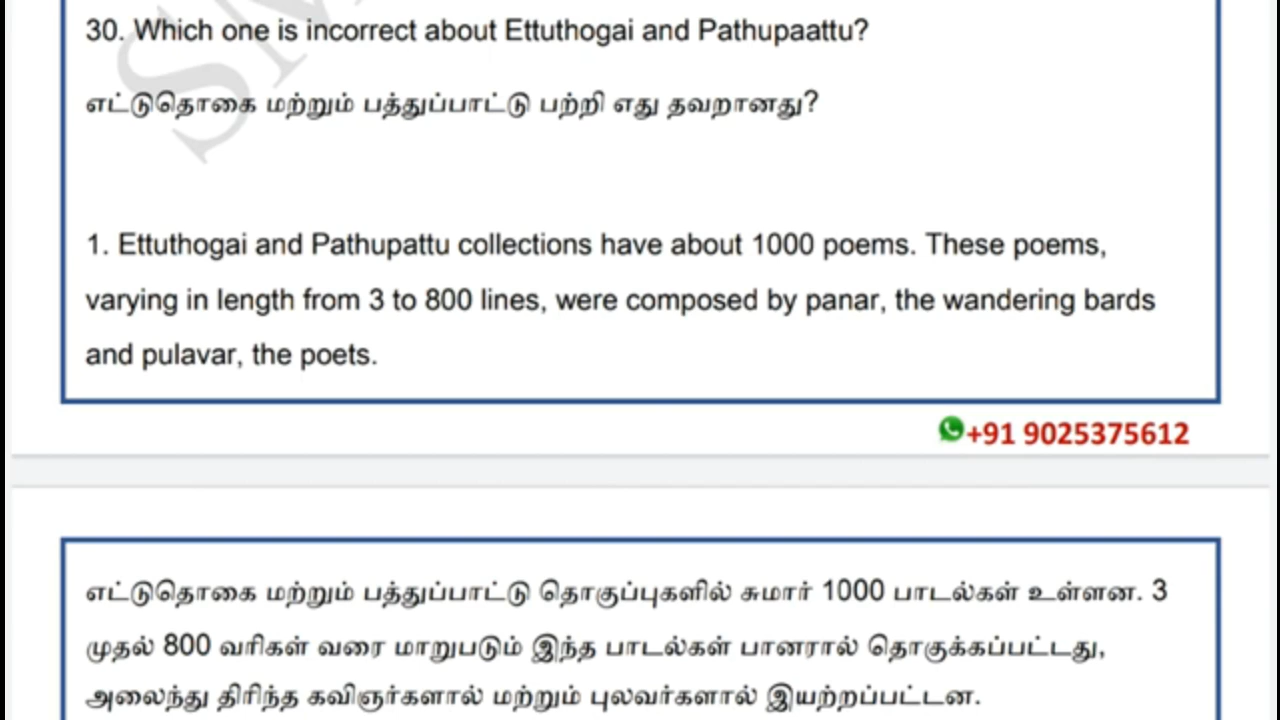 30. Which one is incorrect about Ettuthogai and Pathupaattu?
எட்டுதொகை மற்றும் பத்துப்பாட்டு பற்றி எது தவறானது?
1. Ettuthogai and Pathupattu collections have about 1000 poems. These poems,
varying in length from 3 to 800 lines, were composed by panar, the wandering bards
and pulavar, the poets.
+91 9025375612
எட்டுதொகை மற்றும் பத்துப்பாட்டு தொகுப்புகளில் சுமார் 1000 பாடல்கள் உள்ளன. 3
முதல் 800 வரிகள் வரை மாறுபடும் இந்த பாடல்கள் பானரால் தொகுக்கப்பட்டது,
அலைந்து திரிந்த கவிஞர்களால் மற்றும் புலவர்களால் இயற்றப்பட்டன.